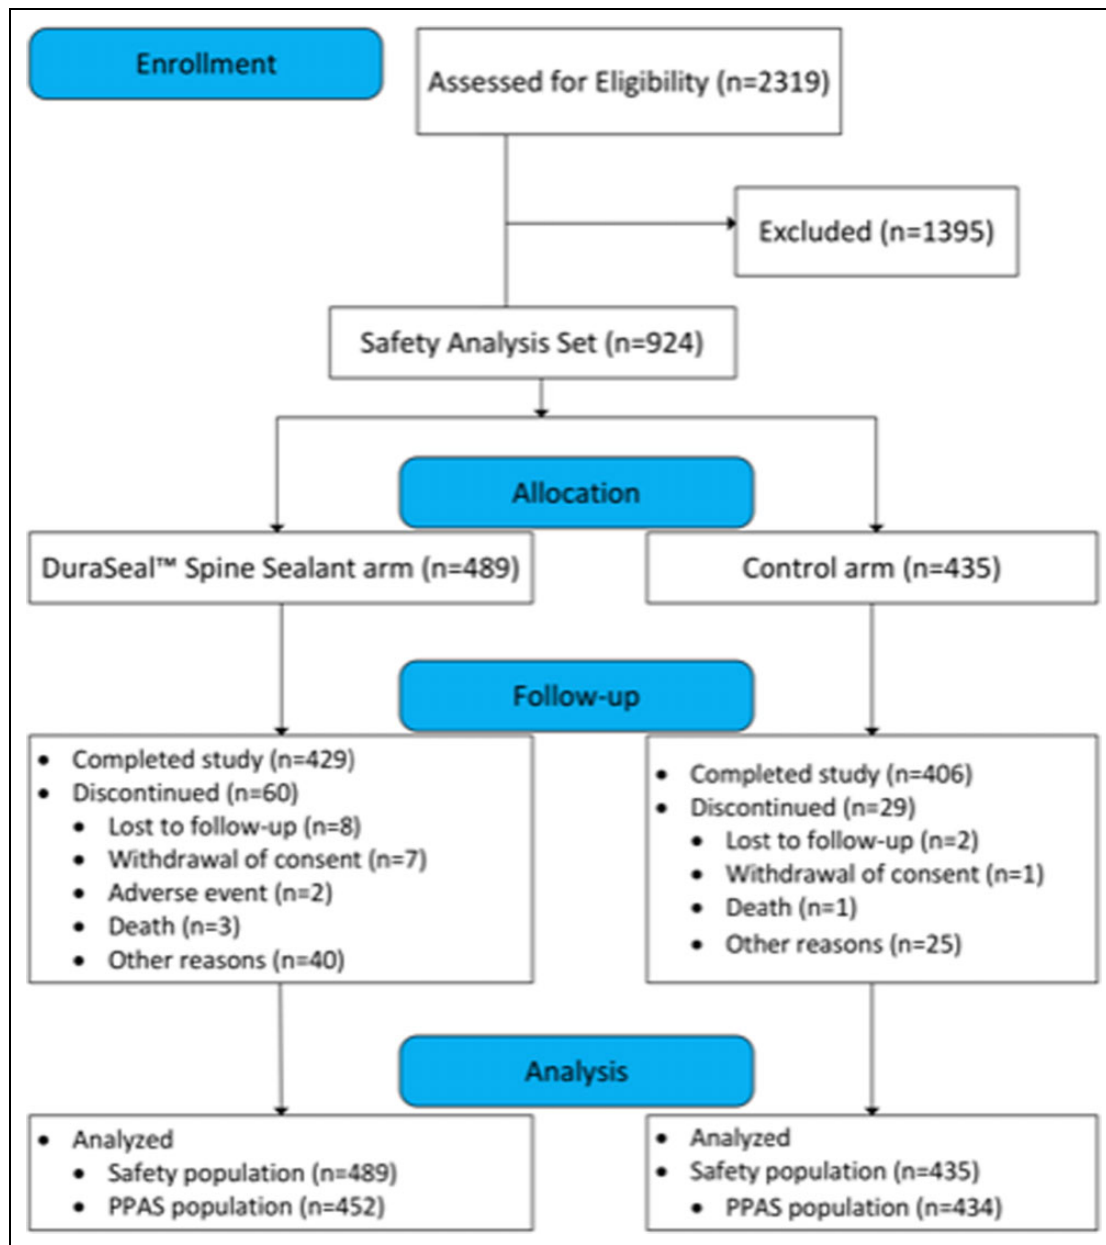 Enrollment
Assessed for Eligibility (n=2319)
Excluded (n=1395)
Safety Analysis Set (n=924)
Allocation
DuraSeal™ Spine Sealant arm (n=489)
Control arm (n=435)
Follow-up
• Completed study (n=429)
• Discontinued (n=60)
• Lost to follow-up (n=8)
• Withdrawal of consent (n=7)
• Adverse event (n=2)
• Death (n=3)
• Other reasons (n=40)
• Completed study (n=406)
• Discontinued (n=29)
• Lost to follow-up (n=2)
• Withdrawal of consent (n=1)
• Death (n=1)
• Other reasons (n=25)
Analysis
• Analyzed
• Safety population (n=489)
• PPAS population (n=452)
• Analyzed
• Safety population (n=435)
• PPAS population (n=434)